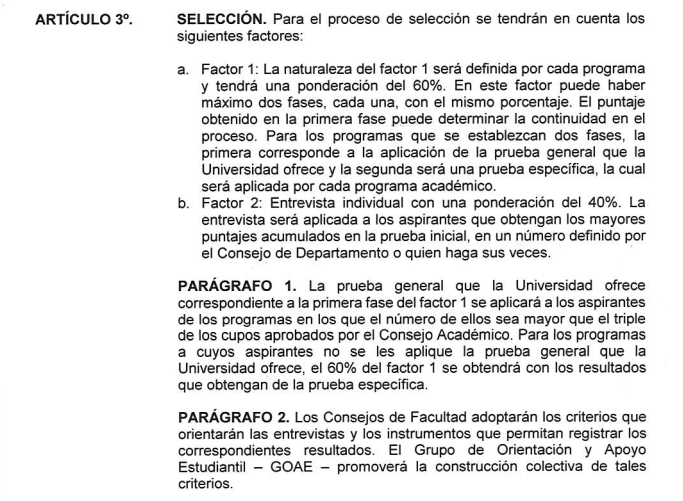 ARTÍCULO 3º. SELECCIÓN. Para el proceso de selección se tendrán en cuenta los
siguientes factores:
a. Factor 1: La naturaleza del factor 1 será definida por cada programa
y tendrá una ponderación del 60%. En este factor puede haber
máximo dos fases, cada una, con el mismo porcentaje. El puntaje
obtenido en la primera fase puede determinar la continuidad en el
proceso. Para los programas que se establezcan dos fases, la
primera corresponde a la aplicación de la prueba general que la
Universidad ofrece y la segunda será una prueba específica, la cual
será aplicada por cada programa académico.
b. Factor 2: Entrevista individual con una ponderación del 40%. La
entrevista será aplicada a los aspirantes que obtengan los mayores
puntajes acumulados en la prueba inicial, en un número definido por
el Consejo de Departamento o quien haga sus veces.
PARÁGRAFO 1. La prueba general que la Universidad ofrece
correspondiente a la primera fase del factor 1 se aplicará a los aspirantes
de los programas en los que el número de ellos sea mayor que el triple
de los cupos aprobados por el Consejo Académico. Para los programas
a cuyos aspirantes no se les aplique la prueba general que la
Universidad ofrece, el 60% del factor 1 se obtendrá con los resultados
que obtengan de la prueba específica.
PARÁGRAFO 2. Los Consejos de Facultad adoptarán los criterios que
orientarán las entrevistas y los instrumentos que permitan registrar los
correspondientes resultados. El Grupo de Orientación y Apoyo
Estudiantil – GOAE – promoverá la construcción colectiva de tales
criterios.